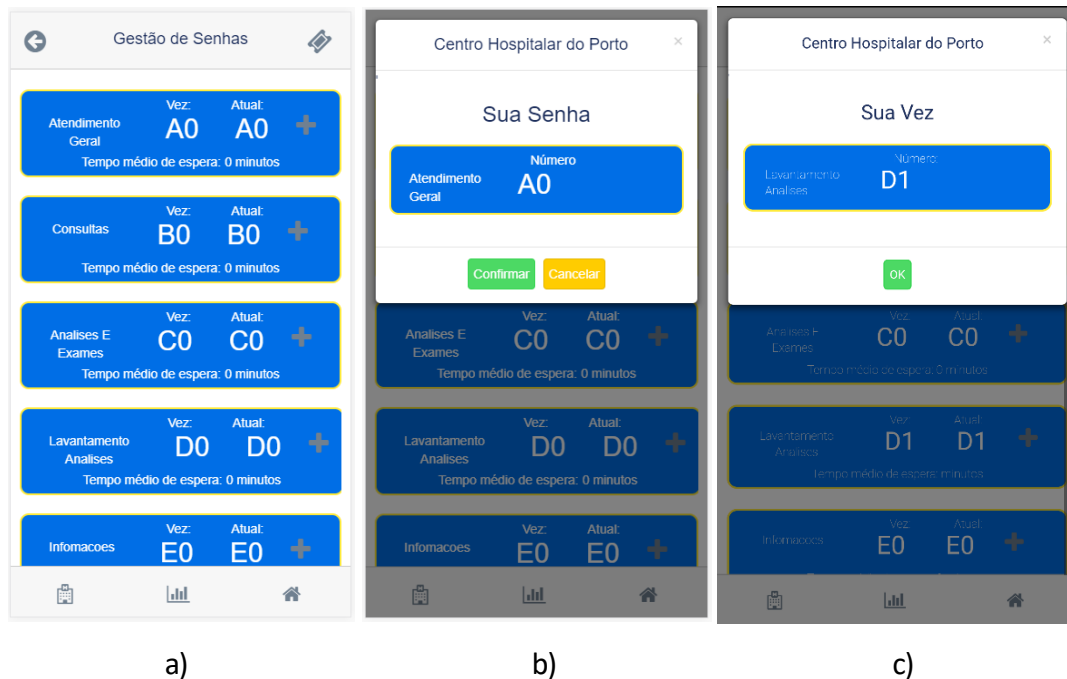 Gestão de Senhas
Vez: Atual:
Atendimento Geral A0 A0
Tempo médio de espera: 0 minutos
Vez: Atual:
Consultas B0 B0
Tempo médio de espera: 0 minutos
Vez: Atual:
Analises E Exames C0 C0
Tempo médio de espera: 0 minutos
Vez: Atual:
Lavantamento Analises D0 D0
Tempo médio de espera: 0 minutos
Vez: Atual:
Infomacoes E0 E0
a)
Centro Hospitalar do Porto ×
Sua Senha
Número
Atendimento Geral A0
Confirmar Cancelar
Vez: Atual:
Analises E Exames C0 C0
Tempo médio de espera: 0 minutos
Vez: Atual:
Lavantamento Analises D0 D0
Tempo médio de espera: 0 minutos
Vez: Atual:
Infomacoes E0 E0
b)
Centro Hospitalar do Porto ×
Sua Vez
Número:
Lavantamento Analises D1
OK
Vez: Atual:
Analises E Exames C0 C0
Tempo médio de espera: 0 minutos
Vez: Atual:
Lavantamento Analises D1 D1
Tempo médio de espera: minutos
Vez: Atual:
Infomacoes E0 E0
c)